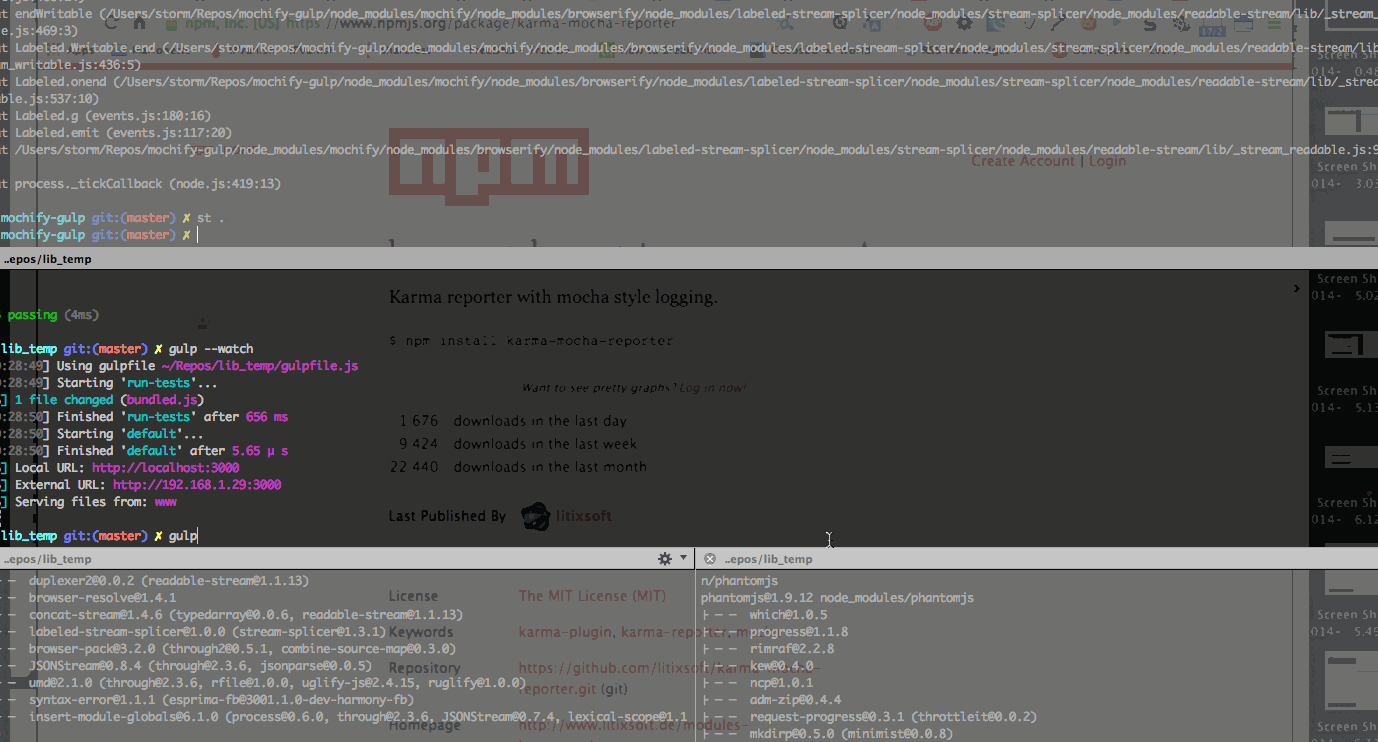 ut endWritable (/Users/storm/Repos/mochify-gulp/node_modules/mochify/node_modules/browserify/node_modules/labeled-stream-splicer/node_modules/stream-splicer/node_modules/readable-stream/lib/_stream_
e.js:469:3)
npm, Inc. [US] https://www.npmjs.org/package/karma-mocha-reporter
ut Labeled.Writable.end (/Users/storm/Repos/mochify-gulp/node_modules/mochify/node_modules/browserify/node_modules/labeled-stream-splicer/node_modules/stream-splicer/node_modules/readable-stream/lib
am_writable.js:436:5)
ut Labeled.onend (/Users/storm/Repos/mochify-gulp/node_modules/mochify/node_modules/browserify/node_modules/labeled-stream-splicer/node_modules/stream-splicer/node_modules/readable-stream/lib/_strea
able.js:537:10)
ut Labeled.g (events.js:180:16)
ut Labeled.emit (events.js:117:20)
ut /Users/storm/Repos/mochify-gulp/node_modules/mochify/node_modules/browserify/node_modules/labeled-stream-splicer/node_modules/stream-splicer/node_modules/readable-stream/lib/_stream_readable.js:9
npm
Create Account | Login
ut process._tickCallback (node.js:419:13)
mochify-gulp git:(master) ✗ st .
mochify-gulp git:(master) ✗
..epos/lib_temp
Karma reporter with mocha style logging.
passing (4ms)
$ npm install karma-mocha-reporter
lib_temp git:(master) ✗ gulp --watch
:28:49] Using gulpfile ~/Repos/lib_temp/gulpfile.js
:28:49] Starting 'run-tests'...
] 1 file changed (bundled.js)
:28:50] Finished 'run-tests' after 656 ms
:28:50] Starting 'default'...
:28:50] Finished 'default' after 5.65 μ s
] Local URL: http://localhost:3000
] External URL: http://192.168.1.29:3000
] Serving files from: www
lib_temp git:(master) ✗ gulp
Want to see pretty graphs? Log in now!
1 676 downloads in the last day
9 424 downloads in the last week
22 440 downloads in the last month
Last Published By litixsoft
..epos/lib_temp
─ duplexer2@0.0.2 (readable-stream@1.1.13)
─ browser-resolve@1.4.1
─ concat-stream@1.4.6 (typedarray@0.0.6, readable-stream@1.1.13)
─ labeled-stream-splicer@1.0.0 (stream-splicer@1.3.1)
─ browser-pack@3.2.0 (through2@0.5.1, combine-source-map@0.3.0)
─ JSONStream@0.8.4 (through@2.3.6, jsonparse@0.0.5)
─ umd@2.1.0 (through@2.3.6, rfile@1.0.0, uglify-js@2.4.15, ruglify@1.0.0)
─ syntax-error@1.1.1 (esprima-fb@3001.1.0-dev-harmony-fb)
─ insert-module-globals@6.1.0 (process@0.6.0, through@2.3.6, JSONStream@0.7.4, lexical-scope@1.1
License The MIT License (MIT)
Keywords karma-plugin, karma-reporter,
Repository https://github.com/litixsoft/karma-
reporter.git (git)
Homepage http://www.litixsoft.de/modules-
..epos/lib_temp
n/phantomjs
phantomjs@1.9.12 node_modules/phantomjs
├── which@1.0.5
├── progress@1.1.8
├── rimraf@2.2.8
├── kew@0.4.0
├── ncp@1.0.1
├── adm-zip@0.4.4
├── request-progress@0.3.1 (throttleit@0.0.2)
├── mkdirp@0.5.0 (minimist@0.0.8)
Screen Sh
014- 0.48
Screen Sh
014- 3.03
Screen Sh
014- 5.02
Screen Sh
014- 5.13
Screen Sh
014- 6.12
Screen Sh
014- 5.49
Screen Sh